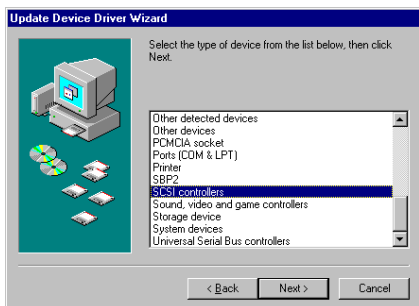 Update Device Driver Wizard
Select the type of device from the list below, then click
Next.
Other detected devices
Other devices
PCMCIA socket
Ports (COM & LPT)
Printer
SBP2
SCSI controllers
Sound, video and game controllers
Storage device
System devices
Universal Serial Bus controllers
< Back
Next >
Cancel